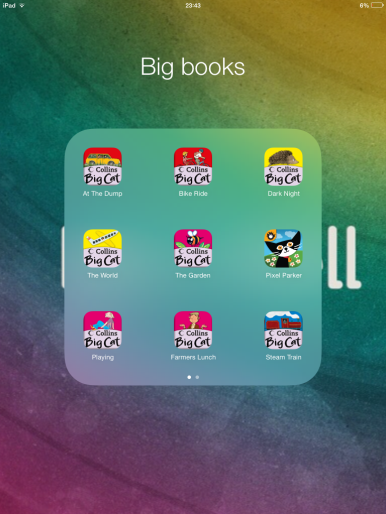 iPad 23:43 6%
Big books
Collins Collins Collins
Big Cat Big Cat Big Cat
At The Dump Bike Ride Dark Night
Collins Collins
Big Cat Big Cat
The World The Garden Pixel Parker
Collins Collins Collins
Big Cat Big Cat Big Cat
Playing Farmers Lunch Steam Train